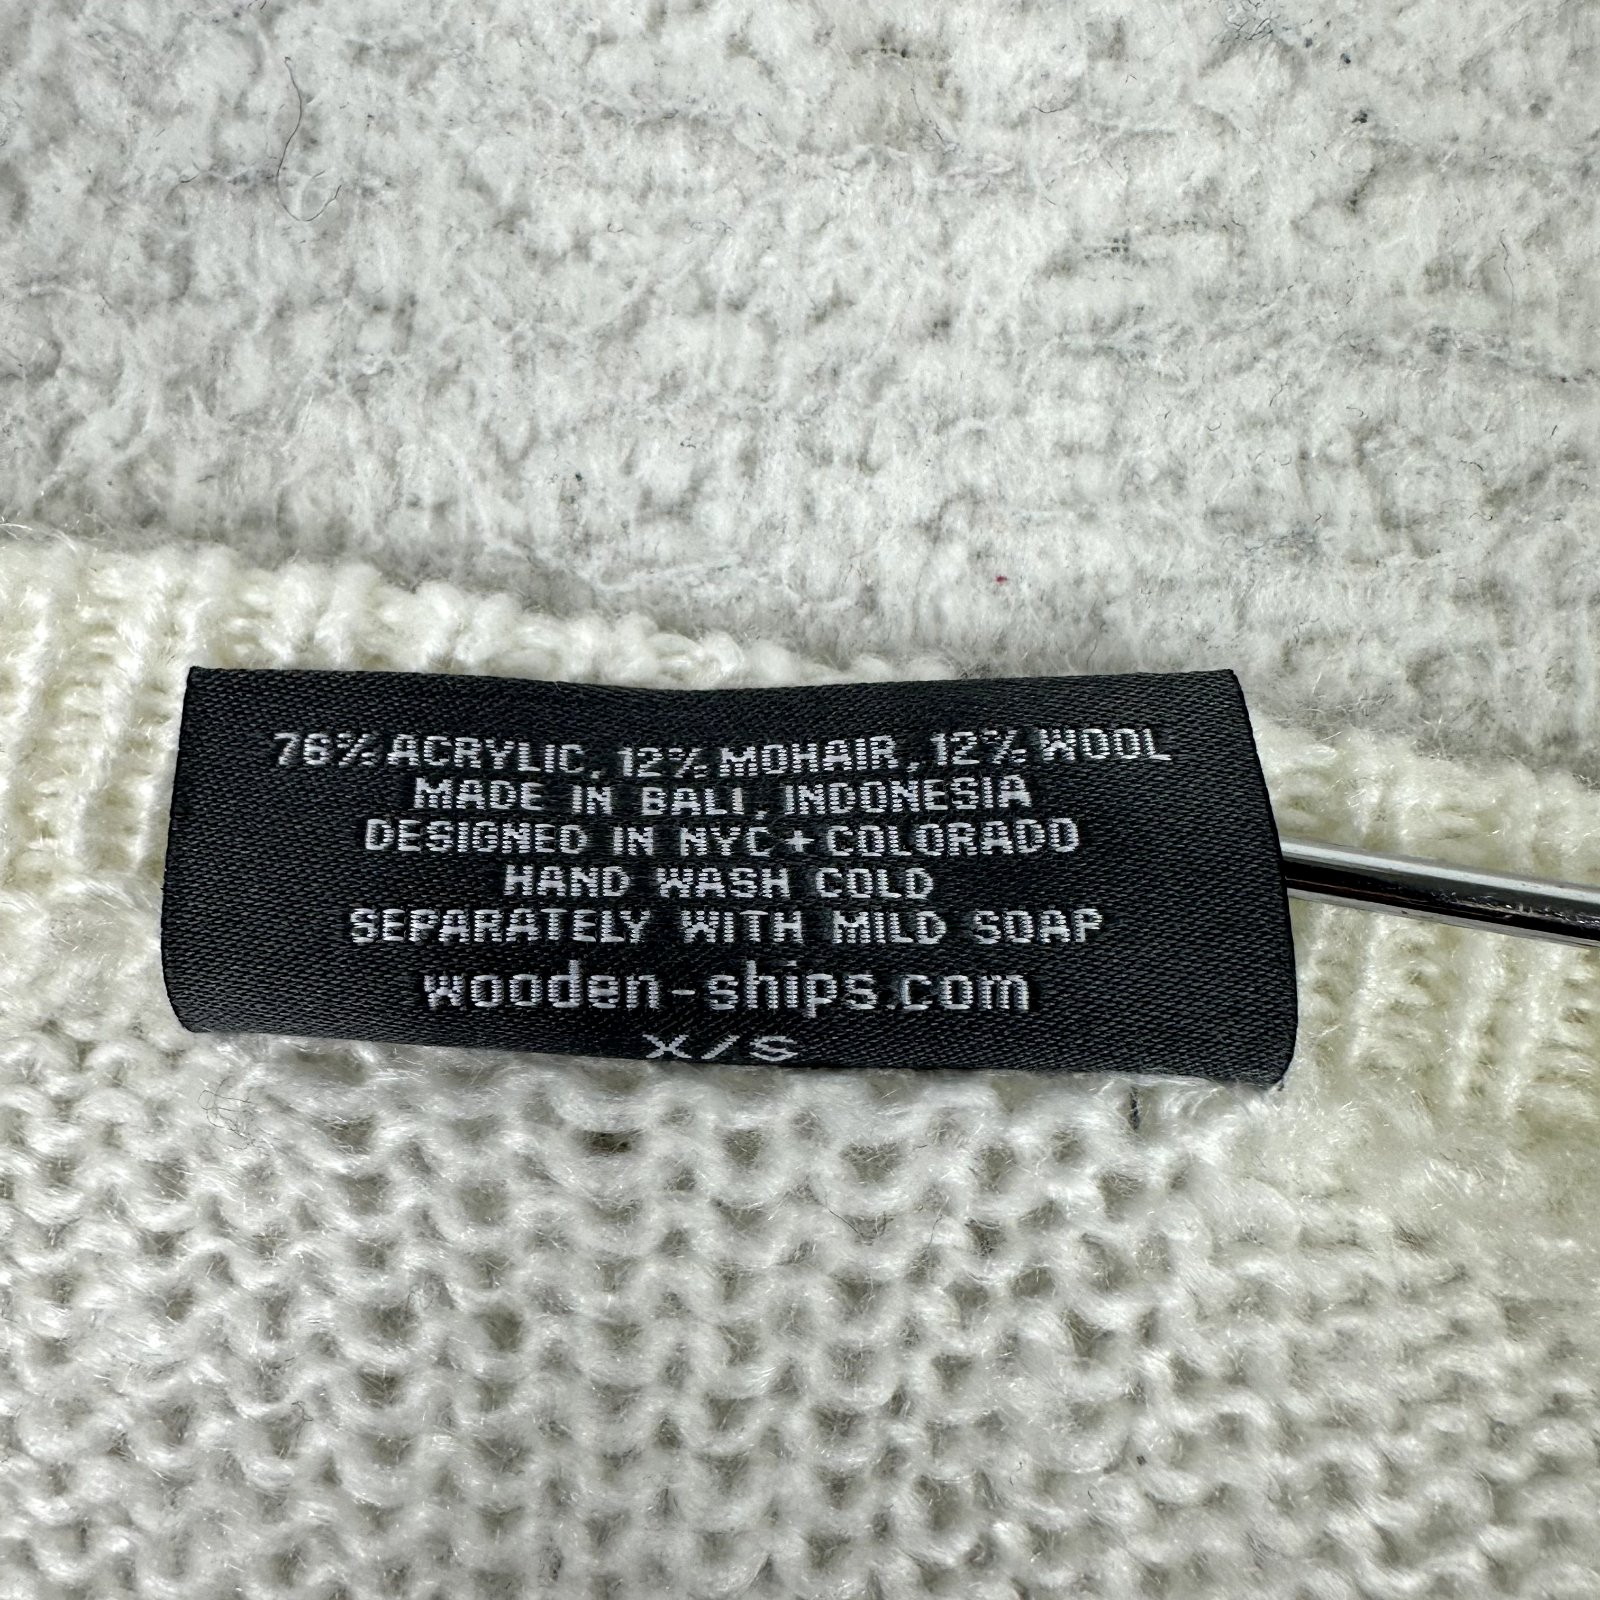 76% ACRYLIC, 12% MOHAIR, 12% WOOL
MADE IN BALI, INDONESIA
DESIGNED IN NYC + COLORADO
HAND WASH COLD
SEPARATELY WITH MILD SOAP
wooden-ships.com
X/S